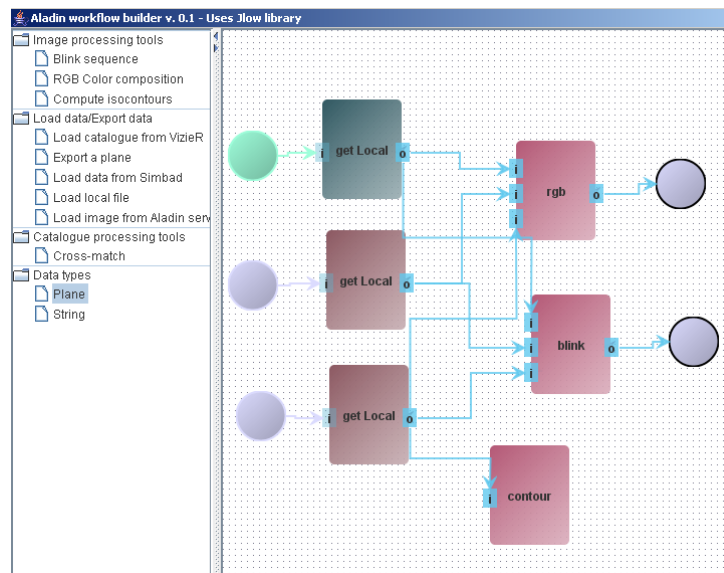 Aladin workflow builder v. 0.1 - Uses Jlow library
Image processing tools
Blink sequence
RGB Color composition
Compute isocontours
Load data/Export data
Load catalogue from VizieR
Export a plane
Load data from Simbad
Load local file
Load image from Aladin serv
Catalogue processing tools
Cross-match
Data types
Plane
String
i get Local o
i
i rgb o
i
i get Local o
i
i blink o
i
i get Local o
contour
i